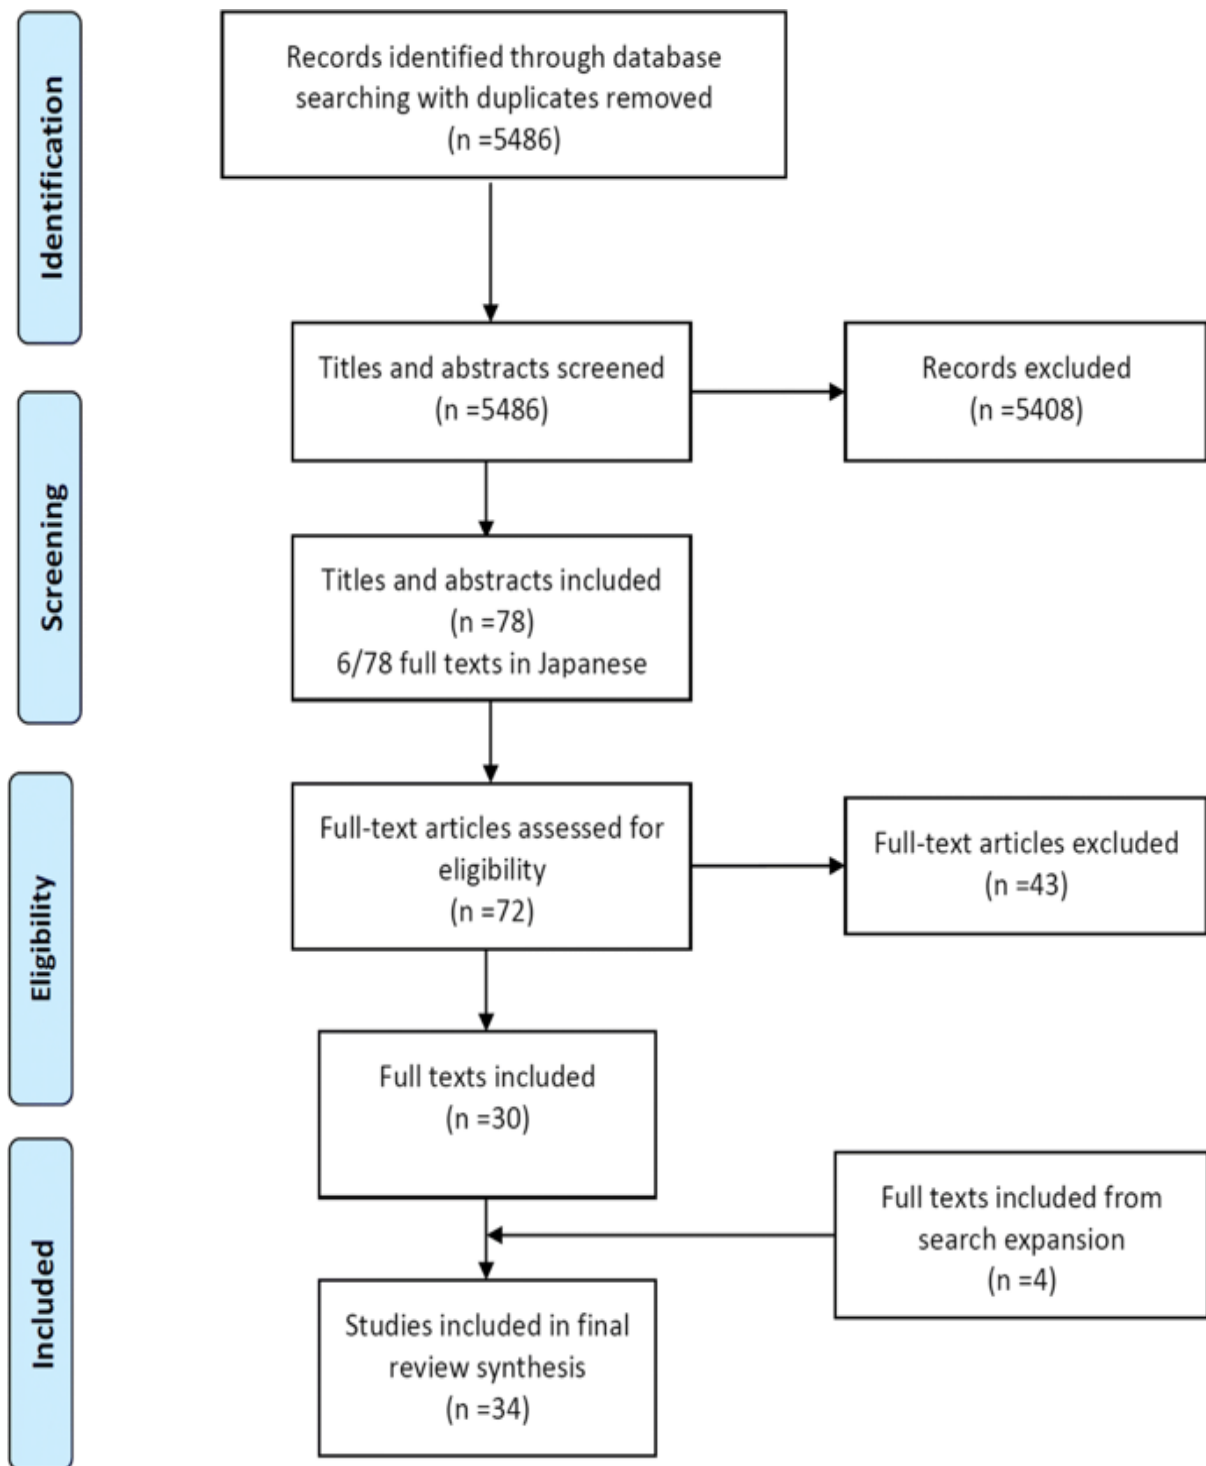 Identification
Records identified through database
searching with duplicates removed
(n =5486)
Titles and abstracts screened
(n =5486)
Records excluded
(n =5408)
Screening
Titles and abstracts included
(n =78)
6/78 full texts in Japanese
Eligibility
Full-text articles assessed for
eligibility
(n =72)
Full-text articles excluded
(n =43)
Full texts included
(n =30)
Included
Full texts included from
search expansion
(n =4)
Studies included in final
review synthesis
(n =34)